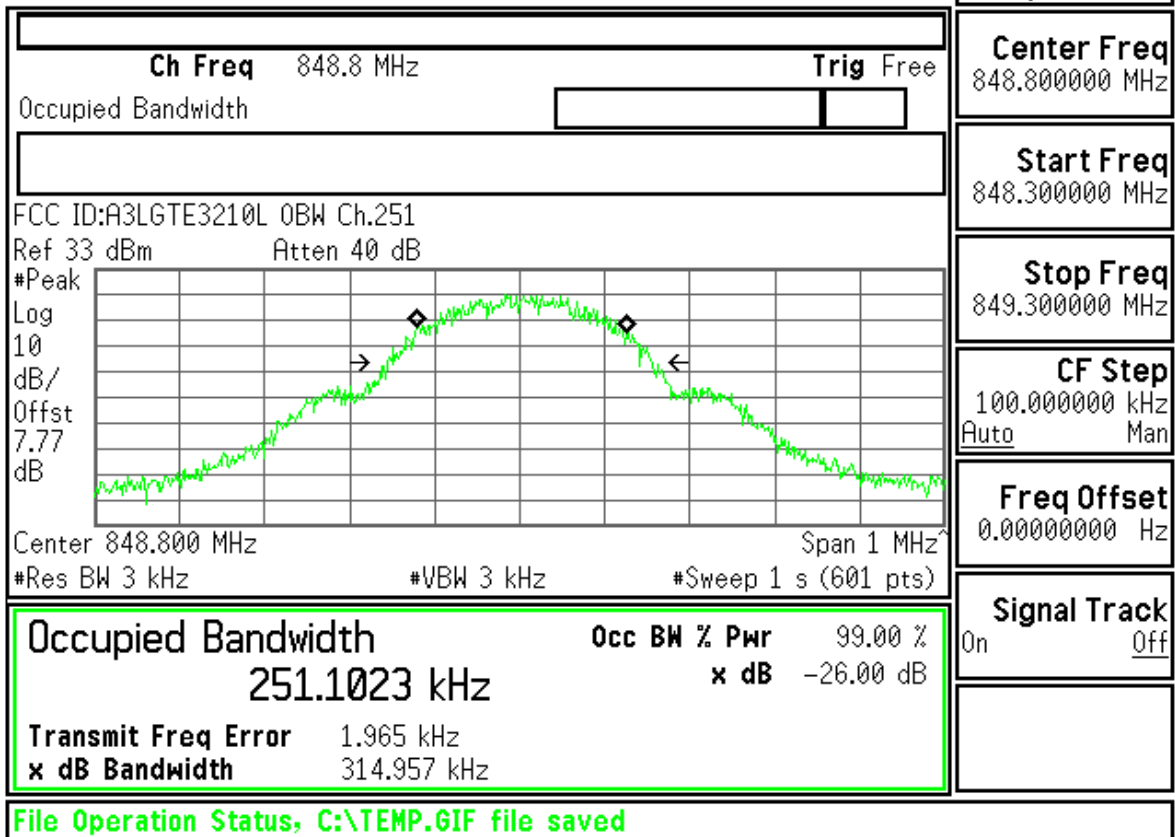 Ch Freq 848.8 MHz Trig Free
Occupied Bandwidth
FCC ID:A3LGTE3210L OBW Ch.251
Ref 33 dBm Atten 40 dB
#Peak
Log
10
dB/
Offst
7.77
dB
Center 848.800 MHz Span 1 MHz^
#Res BW 3 kHz #VBW 3 kHz #Sweep 1 s (601 pts)
Occupied Bandwidth
251.1023 kHz
Occ BW % Pwr 99.00 %
x dB -26.00 dB
Transmit Freq Error 1.965 kHz
x dB Bandwidth 314.957 kHz
File Operation Status, C:\TEMP.GIF file saved
Center Freq
848.800000 MHz
Start Freq
848.300000 MHz
Stop Freq
849.300000 MHz
CF Step
100.000000 kHz
Auto Man
Freq Offset
0.00000000 Hz
Signal Track
On Off